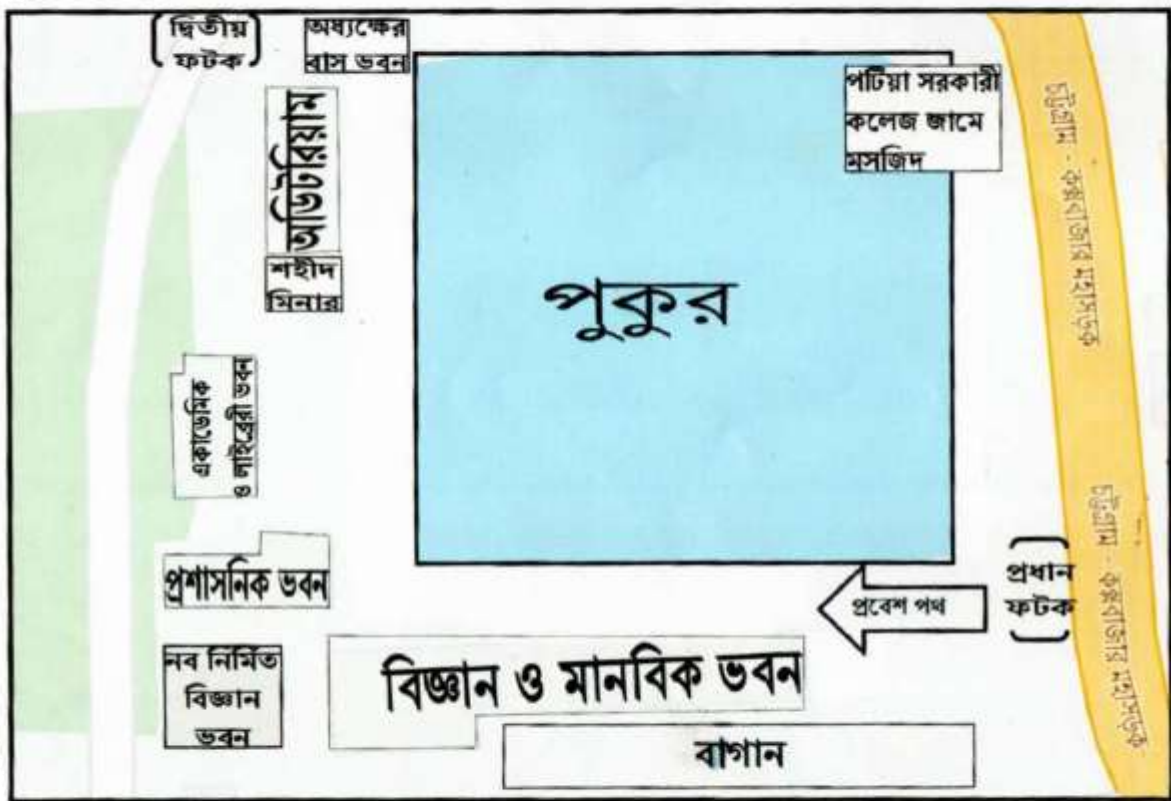 দ্বিতীয়
ফটক
অধ্যক্ষের
বাস ভবন
পটিয়া সরকারী
কলেজ জামে
মসজিদ
চট্টগ্রাম - কক্সবাজার মহাসড়ক
অডিটরিয়াম
শহীদ
মিনার
পুকুর
একাডেমিক
ও লাইব্রেরী ভবন
প্রশাসনিক ভবন
প্রবেশ পথ
প্রধান
ফটক
চট্টগ্রাম - কক্সবাজার মহাসড়ক
নব নির্মিত
বিজ্ঞান
ভবন
বিজ্ঞান ও মানবিক ভবন
বাগান